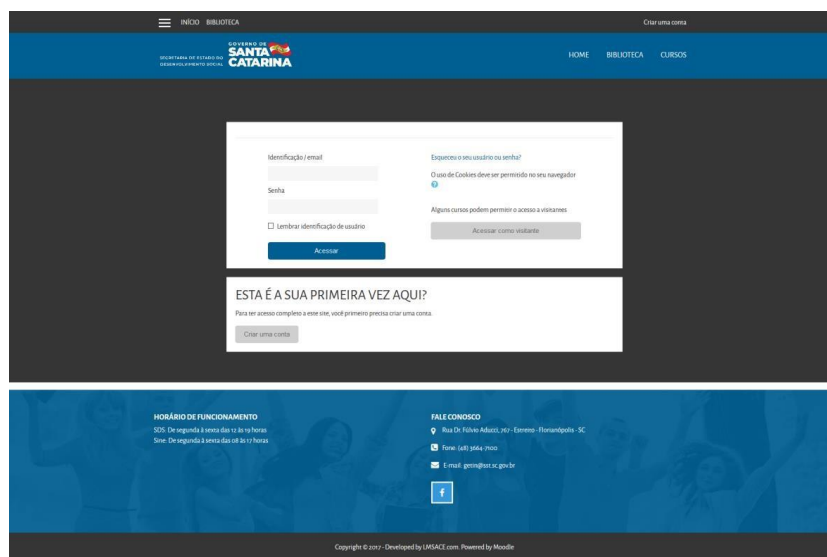 INÍCIO BIBLIOTECA
Criar uma conta
SECRETARIA DE ESTADO DO
DESENVOLVIMENTO SOCIAL
GOVERNO DE
SANTA
CATARINA
HOME BIBLIOTECA CURSOS
Identificação / email
Senha
Lembrar identificação de usuário
Acessar
Esqueceu o seu usuário ou senha?
O uso de Cookies deve ser permitido no seu navegador
Alguns cursos podem permitir o acesso a visitantes
Acessar como visitante
ESTA É A SUA PRIMEIRA VEZ AQUI?
Para ter acesso completo a este site, você primeiro precisa criar uma conta.
Criar uma conta
HORÁRIO DE FUNCIONAMENTO
SDS: De segunda à sexta das 12 às 19 horas
Sine: De segunda à sexta das 08 às 17 horas
FALE CONOSCO
Rua Dr. Fúlvio Aducci, 767 - Estreito - Florianópolis - SC
Fone: (48) 3664-7100
E-mail: gepin@sst.sc.gov.br
Copyright © 2017 - Developed by LMSACE.com. Powered by Moodle